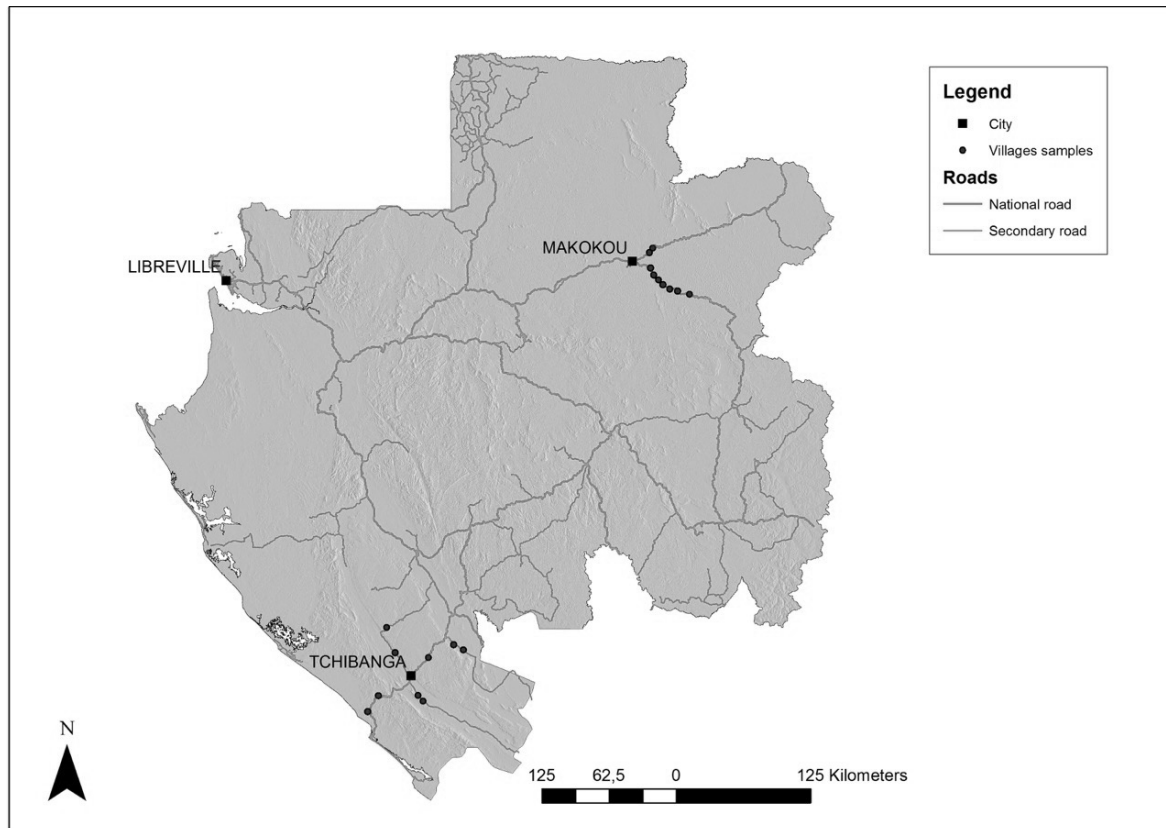 Legend
City
Villages samples
Roads
National road
Secondary road
MAKOKOU
LIBREVILLE
TCHIBANGA
N
125 62,5 0 125 Kilometers